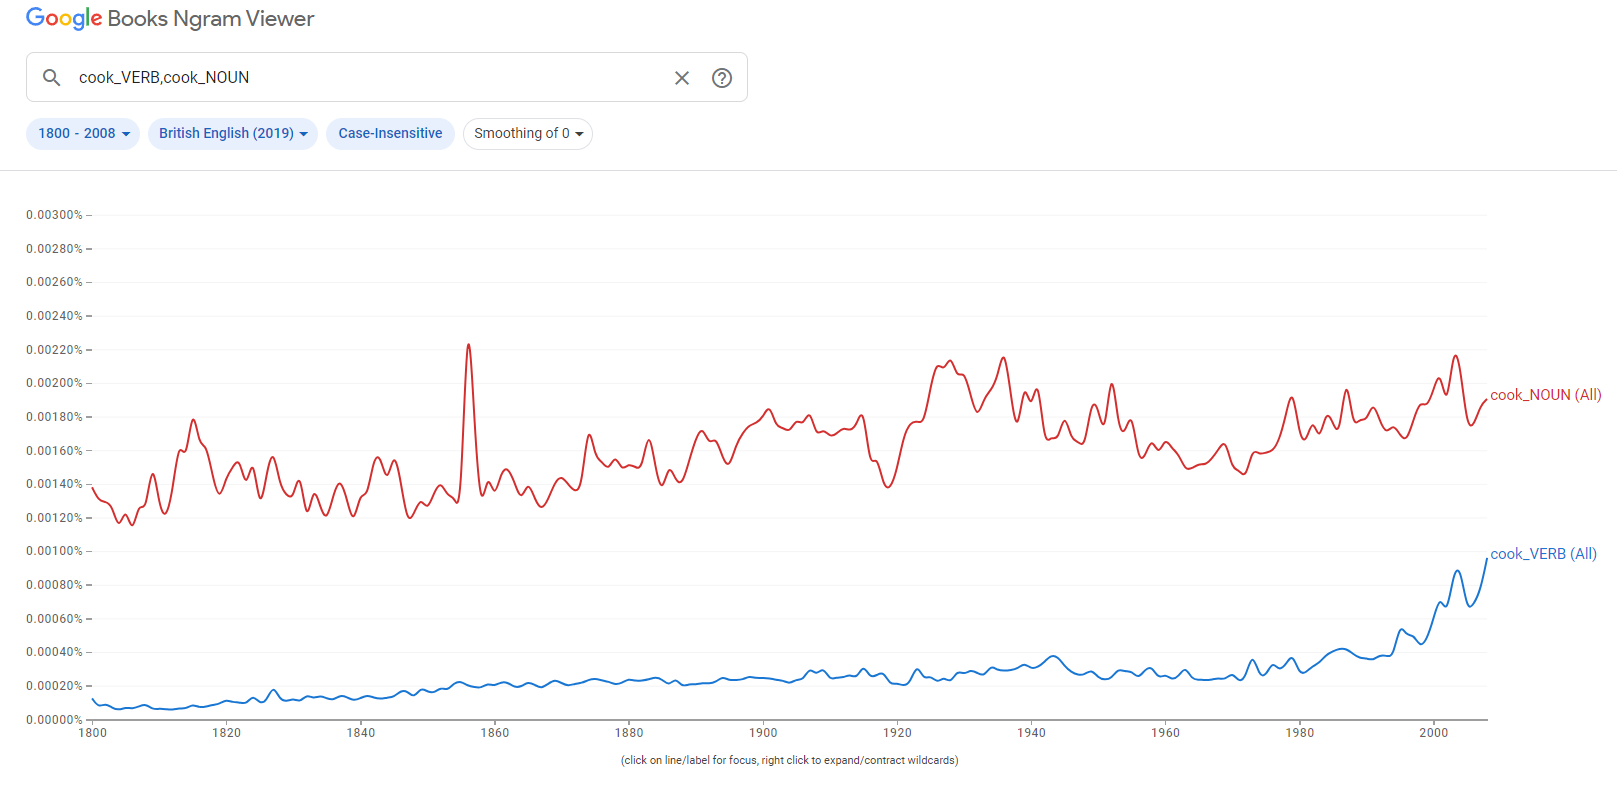 Google Books Ngram Viewer
cook_VERB,cook_NOUN
1800 - 2008 British English (2019) Case-Insensitive Smoothing of 0
0.00300%
0.00280%
0.00260%
0.00240%
0.00220%
0.00200%
cook_NOUN (All)
0.00180%
0.00160%
0.00140%
0.00120%
0.00100%
cook_VERB (All)
0.00080%
0.00060%
0.00040%
0.00020%
0.00000%
1800 1820 1840 1860 1880 1900 1920 1940 1960 1980 2000
(click on line/label for focus, right click to expand/contract wildcards)